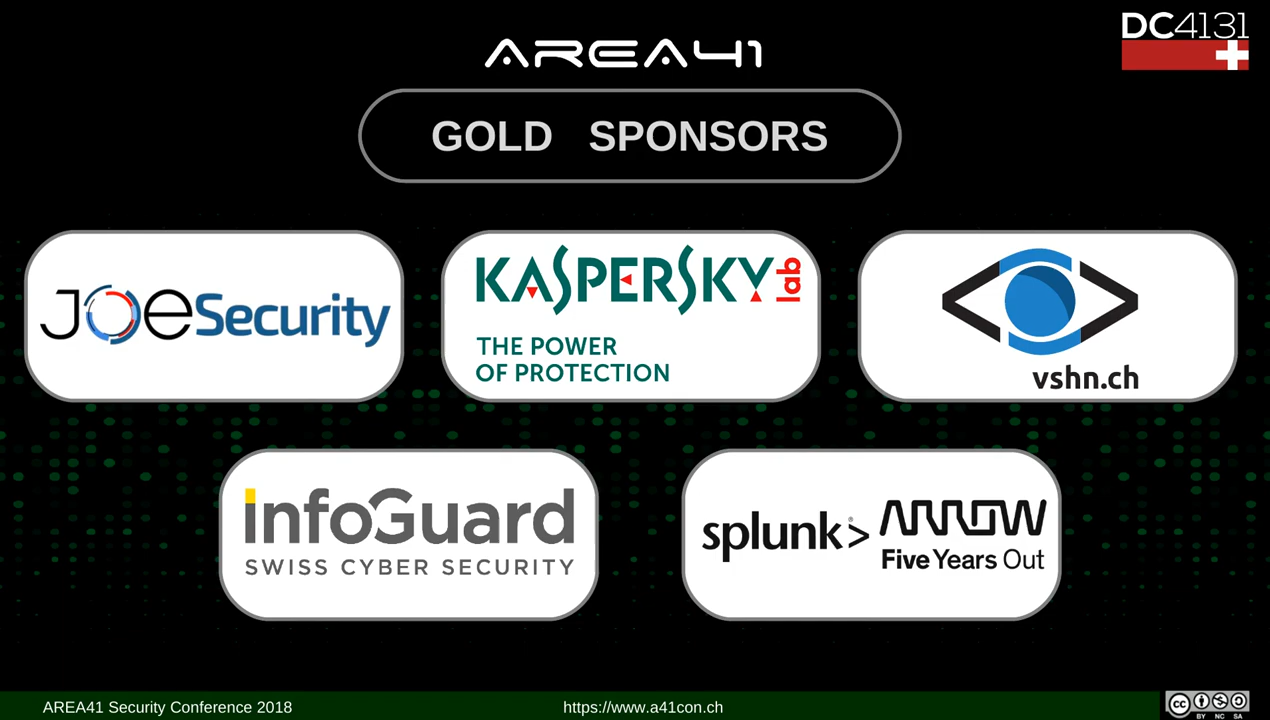 DC4131
AREA41
GOLD SPONSORS
JOeSecurity
KASPERSKY lab
THE POWER
OF PROTECTION
vshn.ch
infoGuard
SWISS CYBER SECURITY
splunk>
ARROW
Five Years Out
AREA41 Security Conference 2018
https://www.a41con.ch
CC
BY NC SA